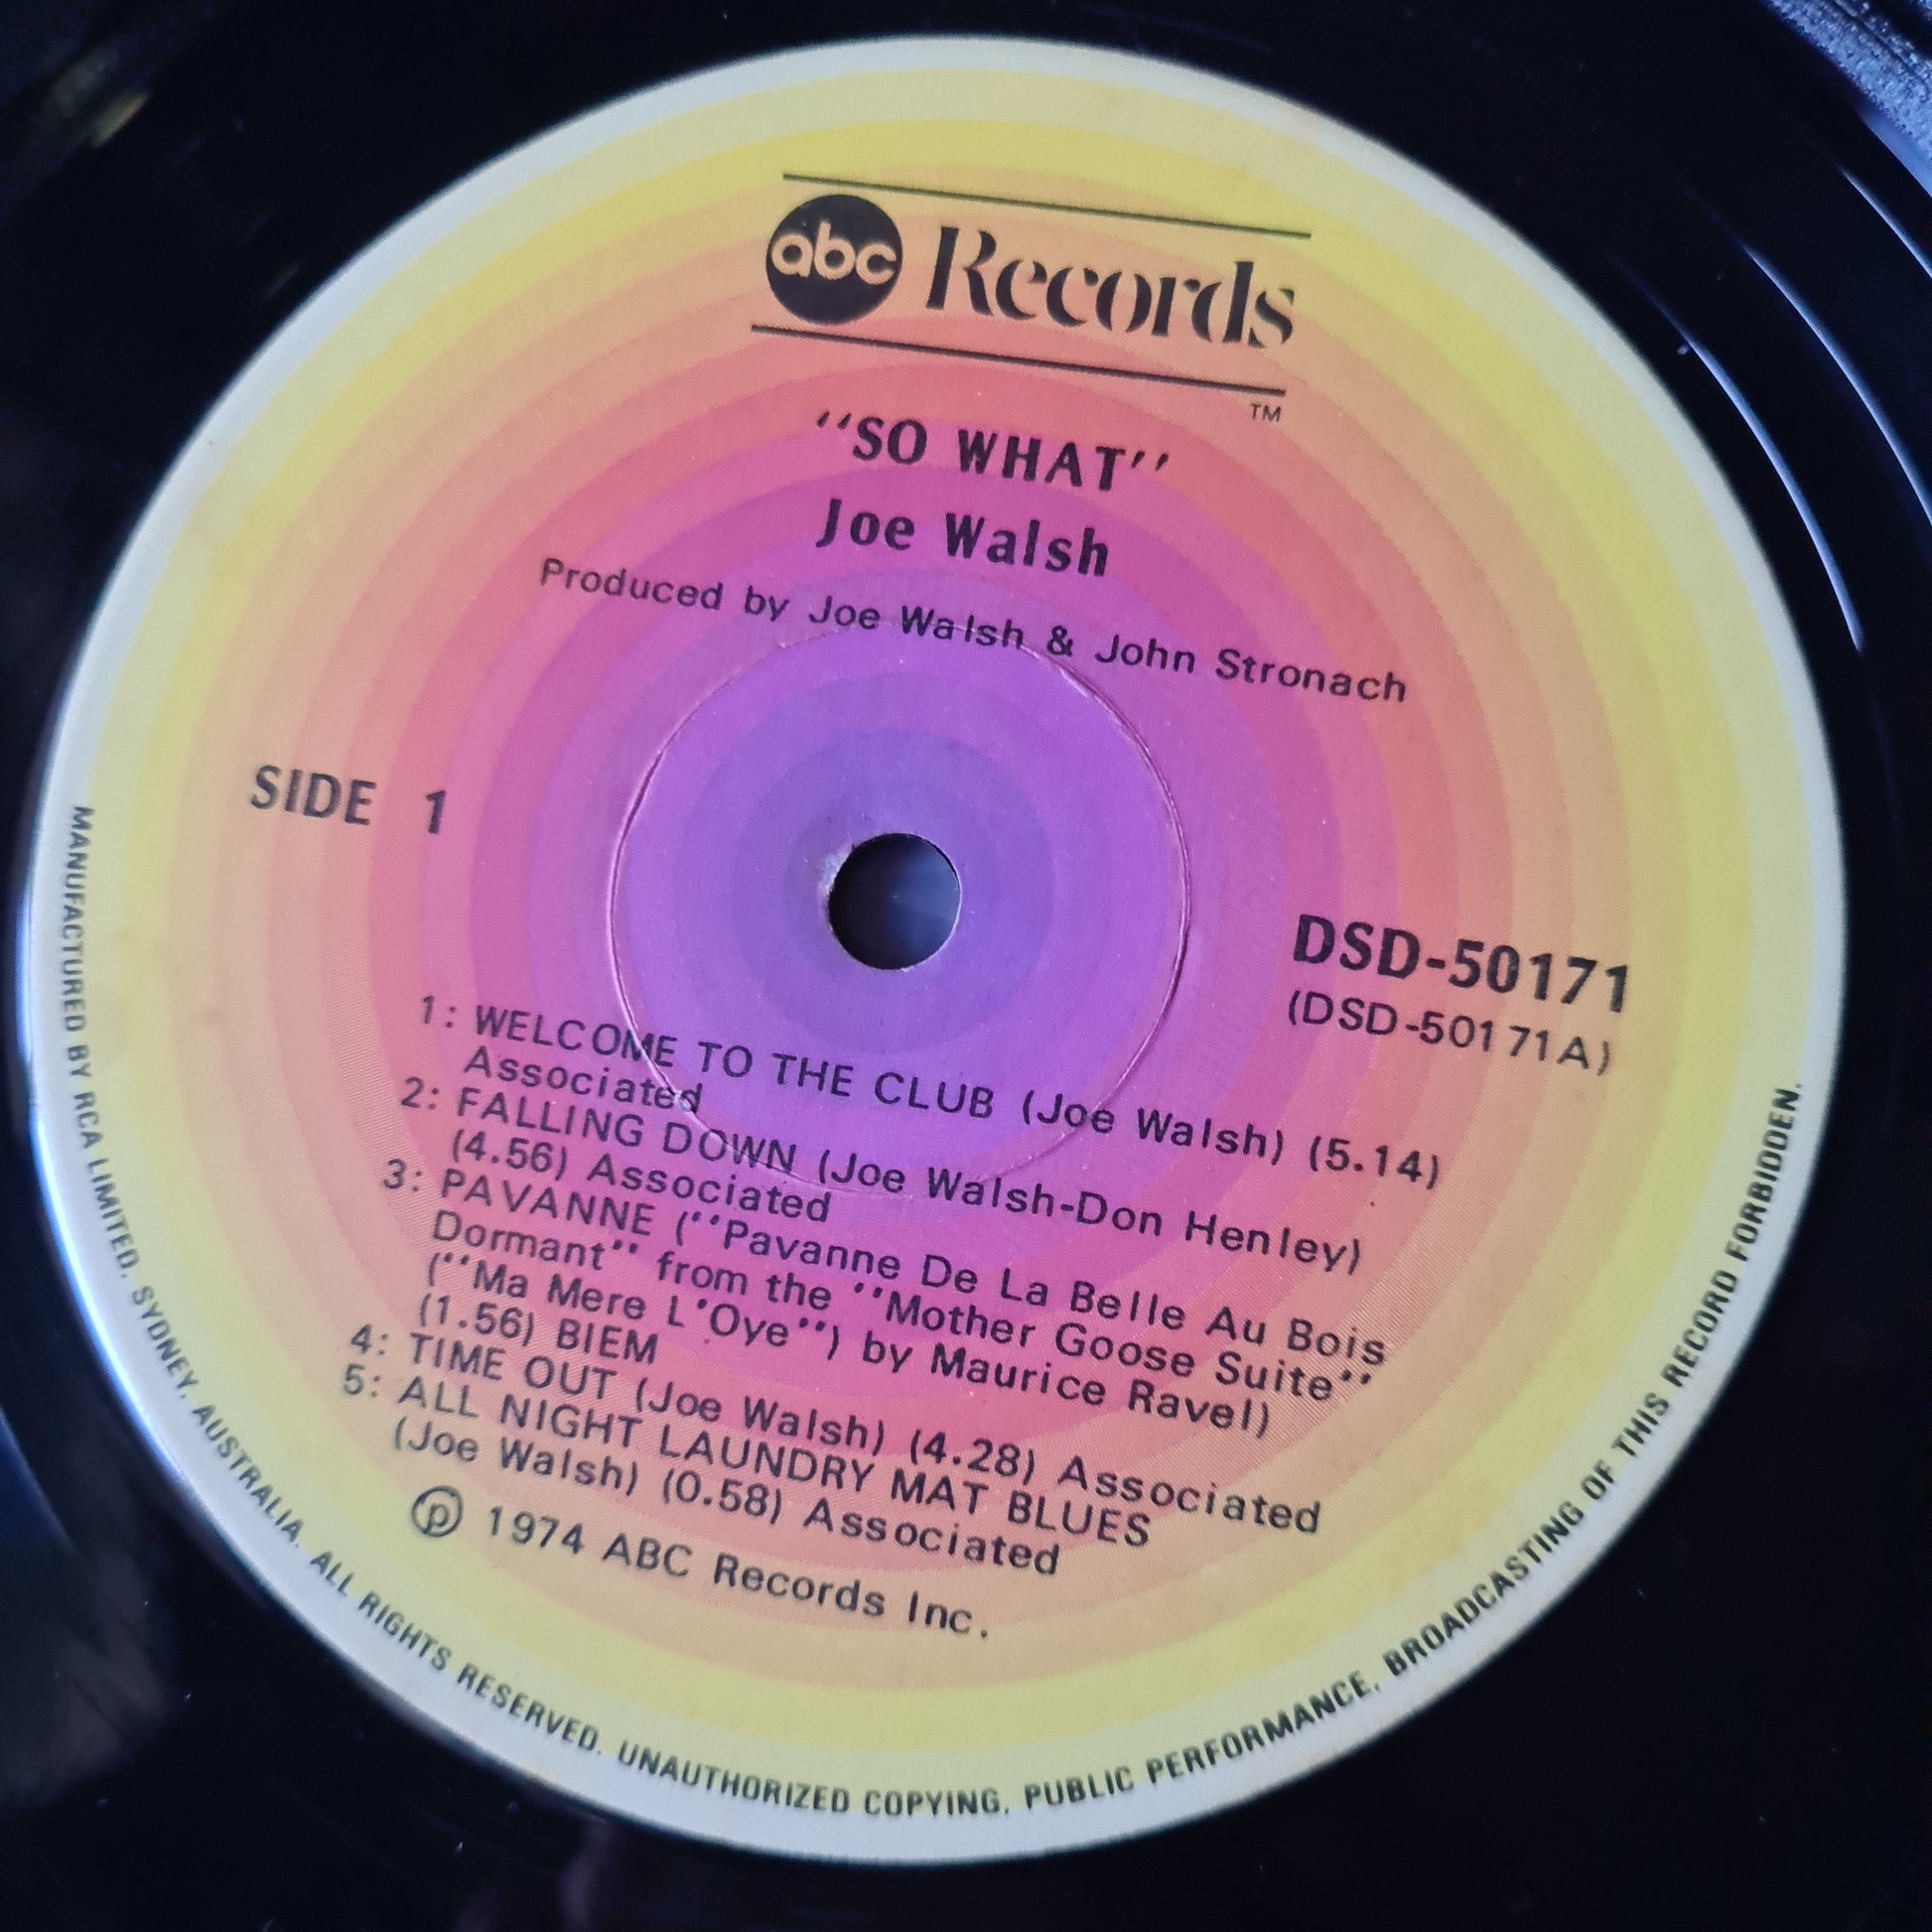 abc Records
TM
''SO WHAT''
Joe Walsh
Produced by Joe Walsh & John Stronach
SIDE 1
DSD-50171
(DSD-50171A)
1: WELCOME TO THE CLUB (Joe Walsh) (5.14)
Associated
2: FALLING DOWN (Joe Walsh-Don Henley)
(4.56) Associated
3: PAVANNE (''Pavanne De La Belle Au Bois
Dormant'' from the ''Mother Goose Suite''
(''Ma Mere L'Oye'') by Maurice Ravel)
(1.56) BIEM
4: TIME OUT (Joe Walsh) (4.28) Associated
5: ALL NIGHT LAUNDRY MAT BLUES
(Joe Walsh) (0.58) Associated
℗ 1974 ABC Records Inc.
MANUFACTURED BY RCA LIMITED. SYDNEY. AUSTRALIA. ALL RIGHTS RESERVED. UNAUTHORIZED COPYING. PUBLIC PERFORMANCE. BROADCASTING OF THIS RECORD FORBIDDEN.